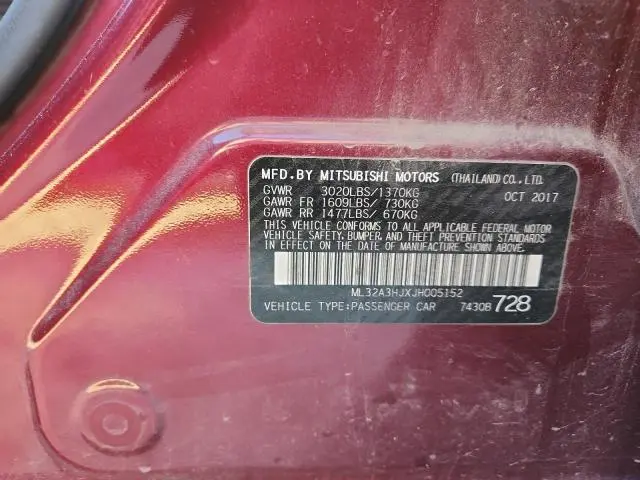 MFD.BY MITSUBISHI MOTORS (THAILAND)CO.,LTD.
GVWR 3020LBS/1370KG OCT 2017
GAWR FR 1609LBS/ 730KG
GAWR RR 1477LBS/ 670KG
THIS VEHICLE CONFORMS TO ALL APPLICABLE FEDERAL MOTOR
VEHICLE SAFETY, BUMPER, AND THEFT PREVENTION STANDARDS
IN EFFECT ON THE DATE OF MANUFACTURE SHOWN ABOVE.
ML32A3HJXJH005152
VEHICLE TYPE:PASSENGER CAR 7430B 728